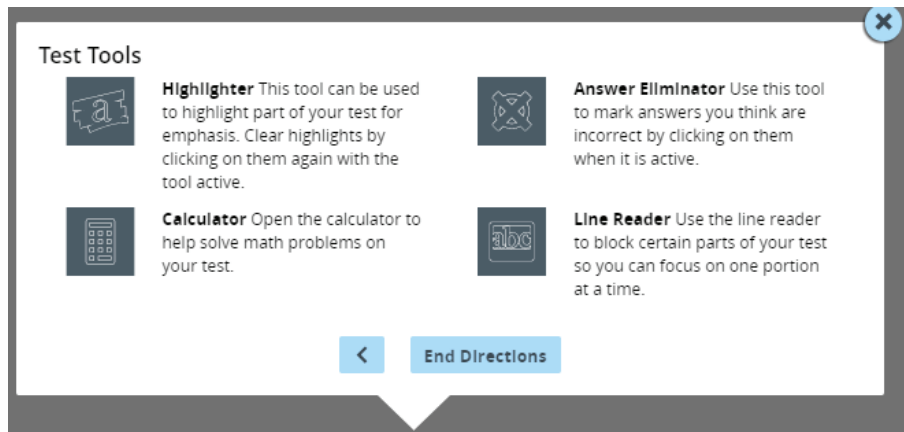 Test Tools
Highlighter This tool can be used
to highlight part of your test for
emphasis. Clear highlights by
clicking on them again with the
tool active.
Answer Eliminator Use this tool
to mark answers you think are
incorrect by clicking on them
when it is active.
Calculator Open the calculator to
help solve math problems on
your test.
Line Reader Use the line reader
to block certain parts of your test
so you can focus on one portion
at a time.
a
abc
End Directions